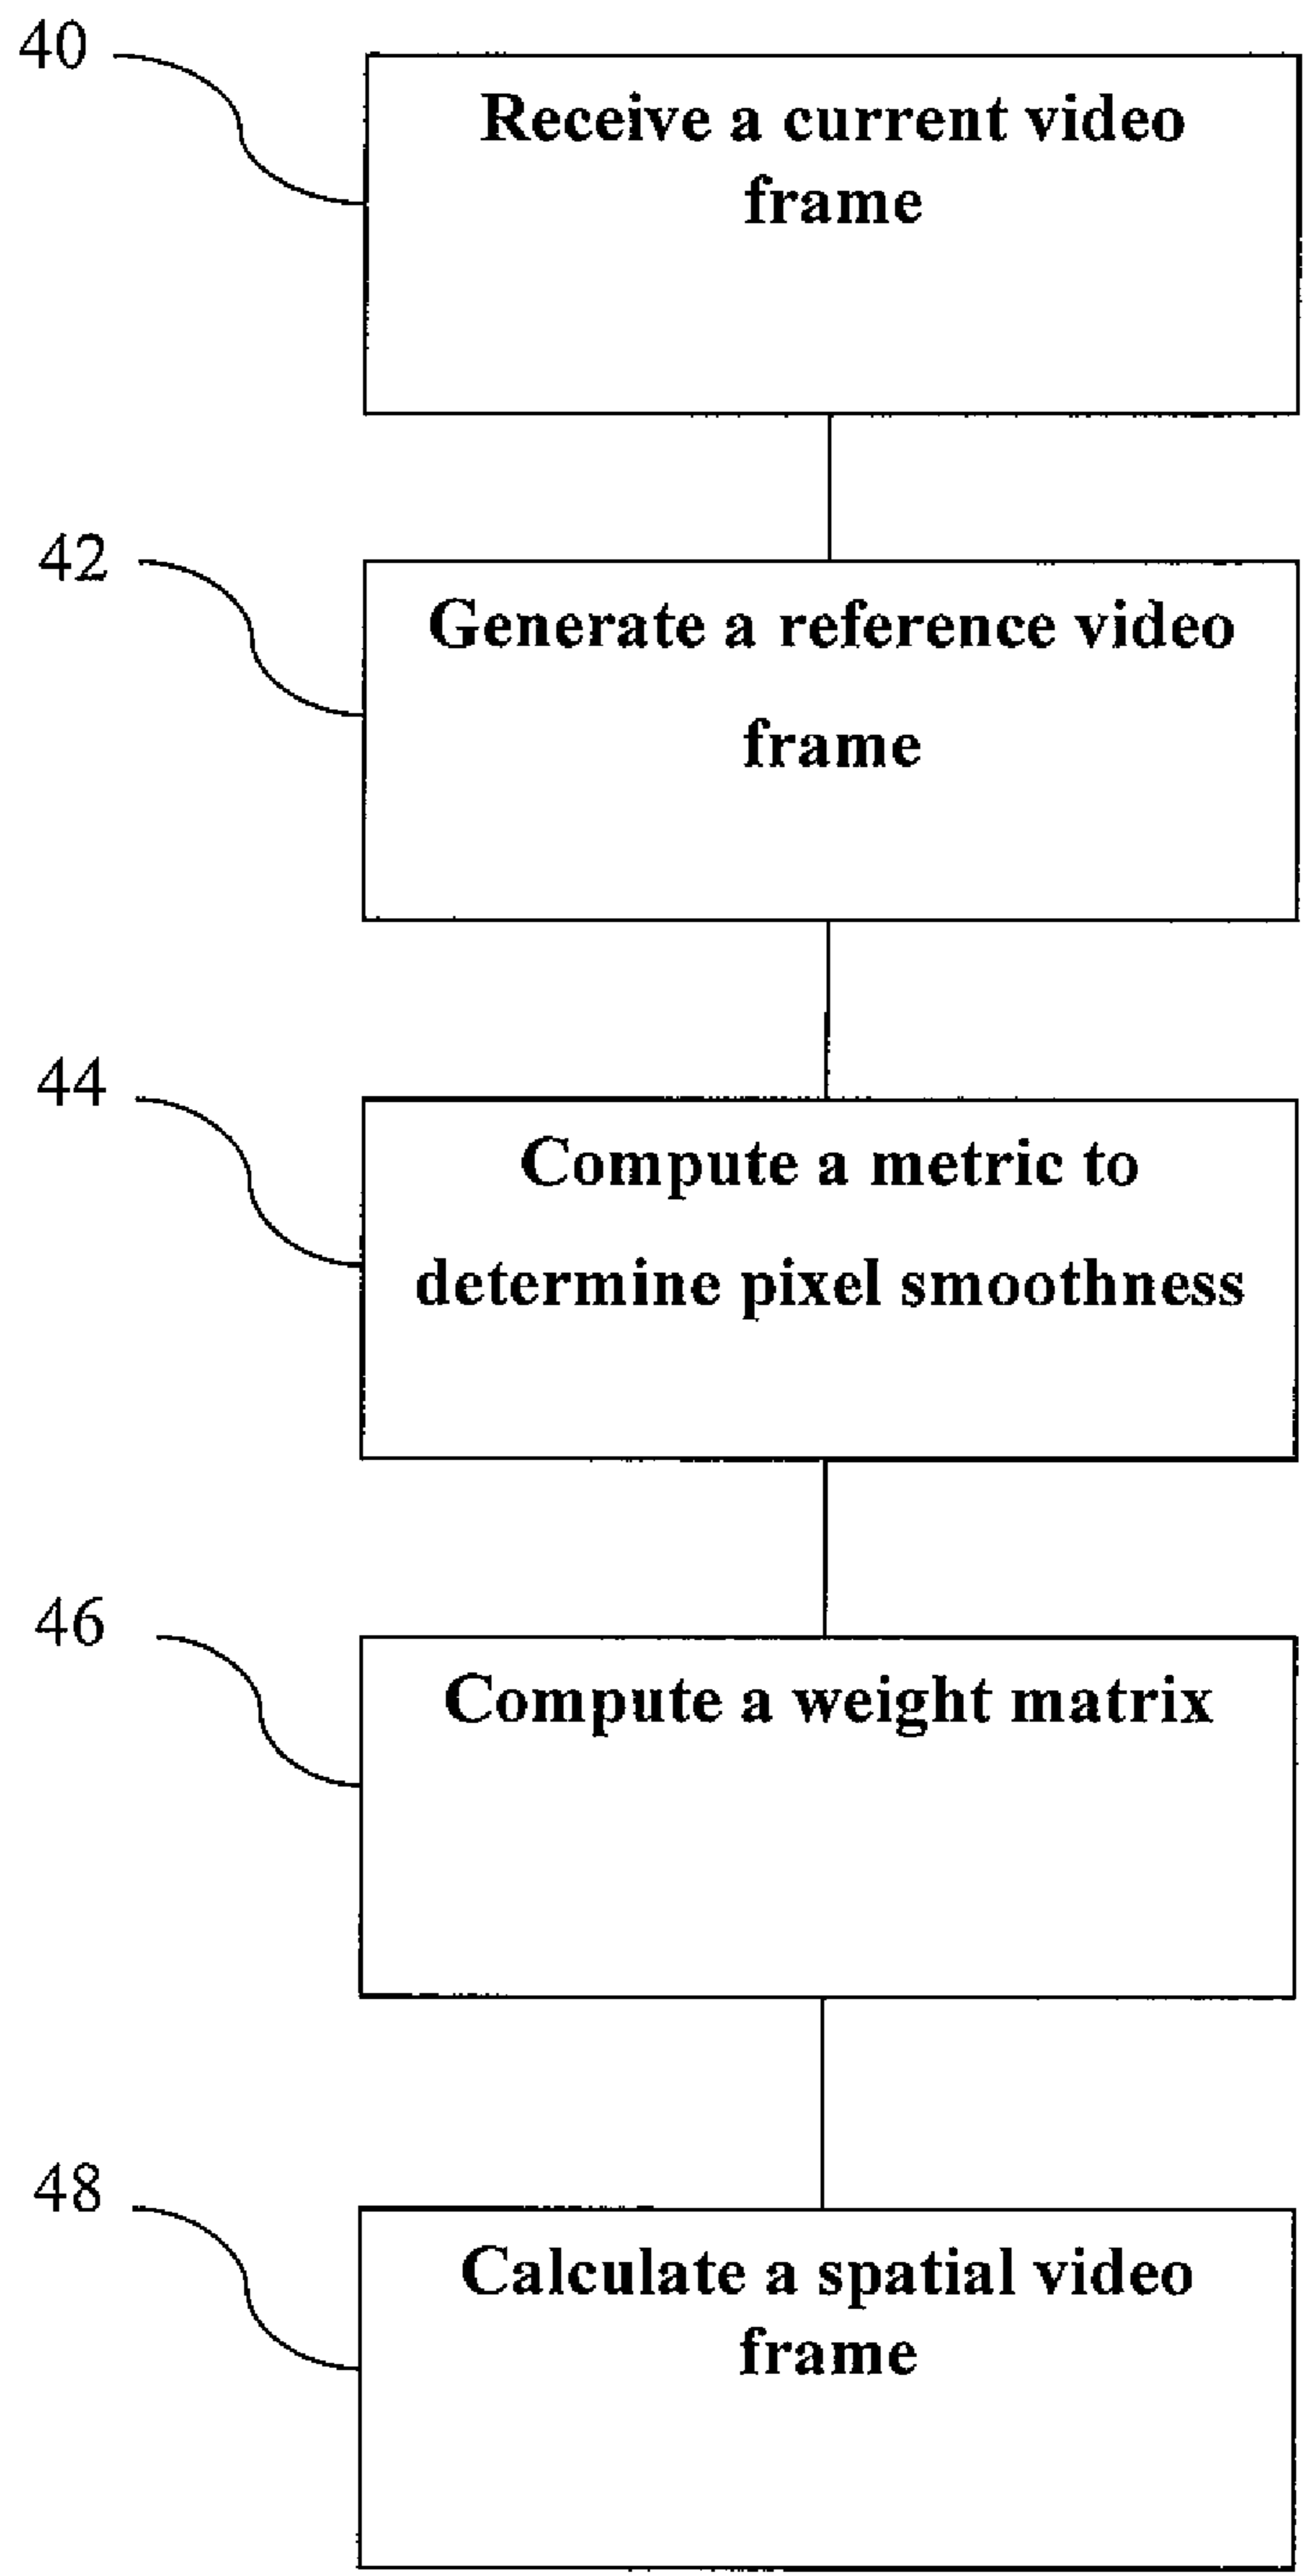 40
Receive a current video
frame
42
Generate a reference video
frame
44
Compute a metric to
determine pixel smoothness
46
Compute a weight matrix
48
Calculate a spatial video
frame